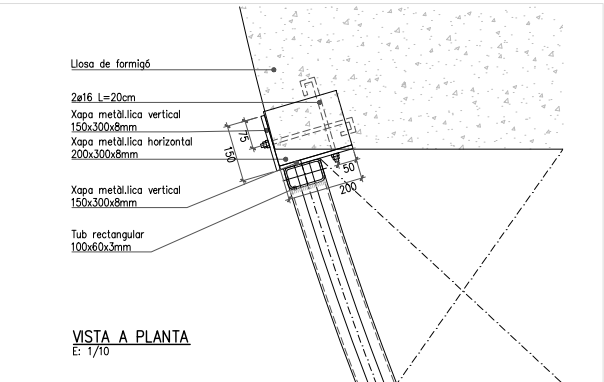 Llosa de formigó
2ø16 L=20cm
Xapa metàl.lica vertical
150x300x8mm
Xapa metàl.lica horizontal
200x300x8mm
75
150
50
200
Xapa metàl.lica vertical
150x300x8mm
Tub rectangular
100x60x3mm
VISTA A PLANTA
E: 1/10